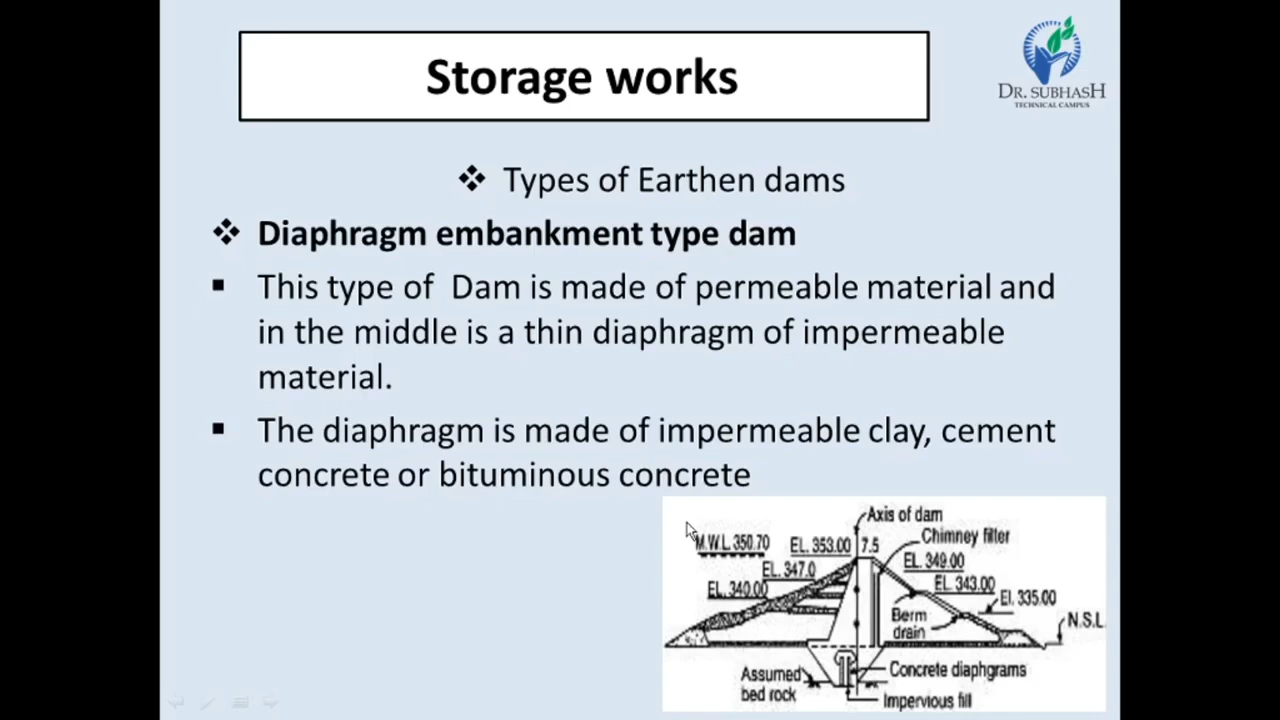 Storage works
DR. SUBHASH
TECHNICAL CAMPUS
❖ Types of Earthen dams
❖ Diaphragm embankment type dam
▪ This type of Dam is made of permeable material and
in the middle is a thin diaphragm of impermeable
material.
▪ The diaphragm is made of impermeable clay, cement
concrete or bituminous concrete
Axis of dam
M.W.L. 350.70
EL. 353.00
7.5
Chimney filter
EL. 347.0
EL. 349.00
EL. 340.00
EL. 343.00
El. 335.00
Berm
drain
N.S.L.
Assumed
bed rock
Concrete diaphgrams
Impervious fill